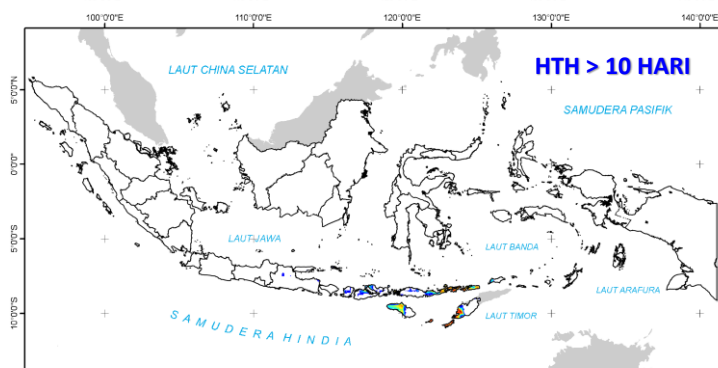 100°0'0"E 110°0'0"E 120°0'0"E 130°0'0"E 140°0'0"E
HTH > 10 HARI
LAUT CHINA SELATAN
5°0'0"N
SAMUDERA PASIFIK
0°0'0"
LAUT JAWA
LAUT BANDA
5°0'0"S
LAUT ARAFURA
SAMUDERA HINDIA
LAUT TIMOR
10°0'0"S